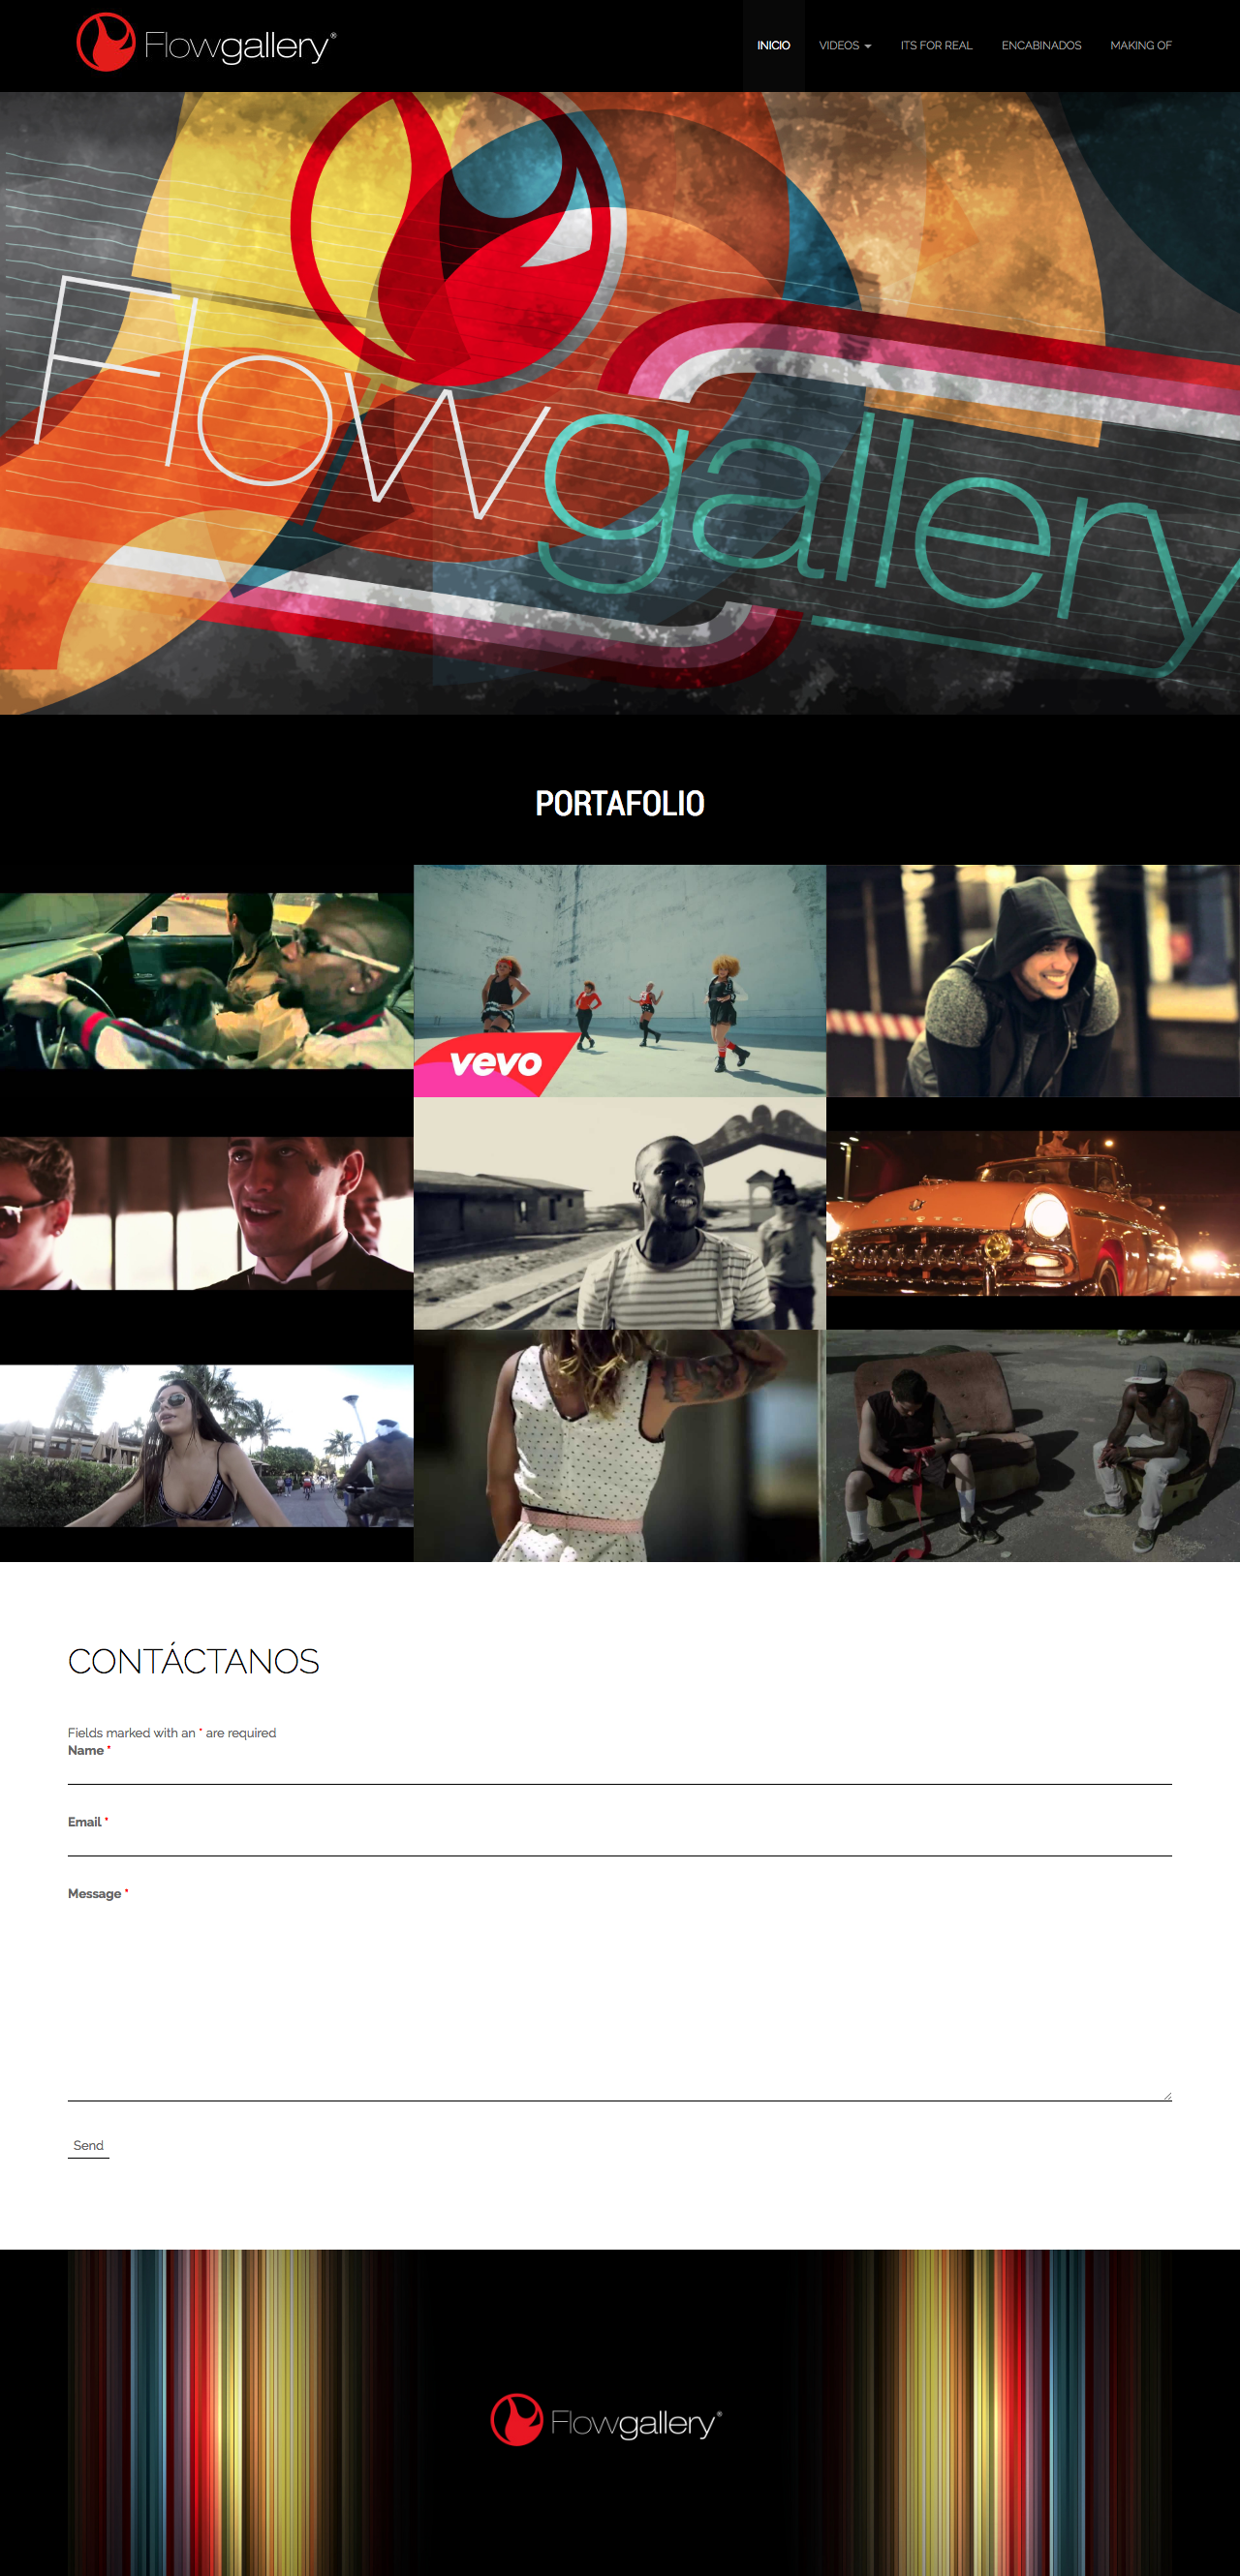 Flowgallery®
INICIO VIDEOS ITS FOR REAL ENCABINADOS MAKING OF
Flowgallery
PORTAFOLIO
vevo
CONTÁCTANOS
Fields marked with an * are required
Name *
Email *
Message *
Send
Flowgallery®